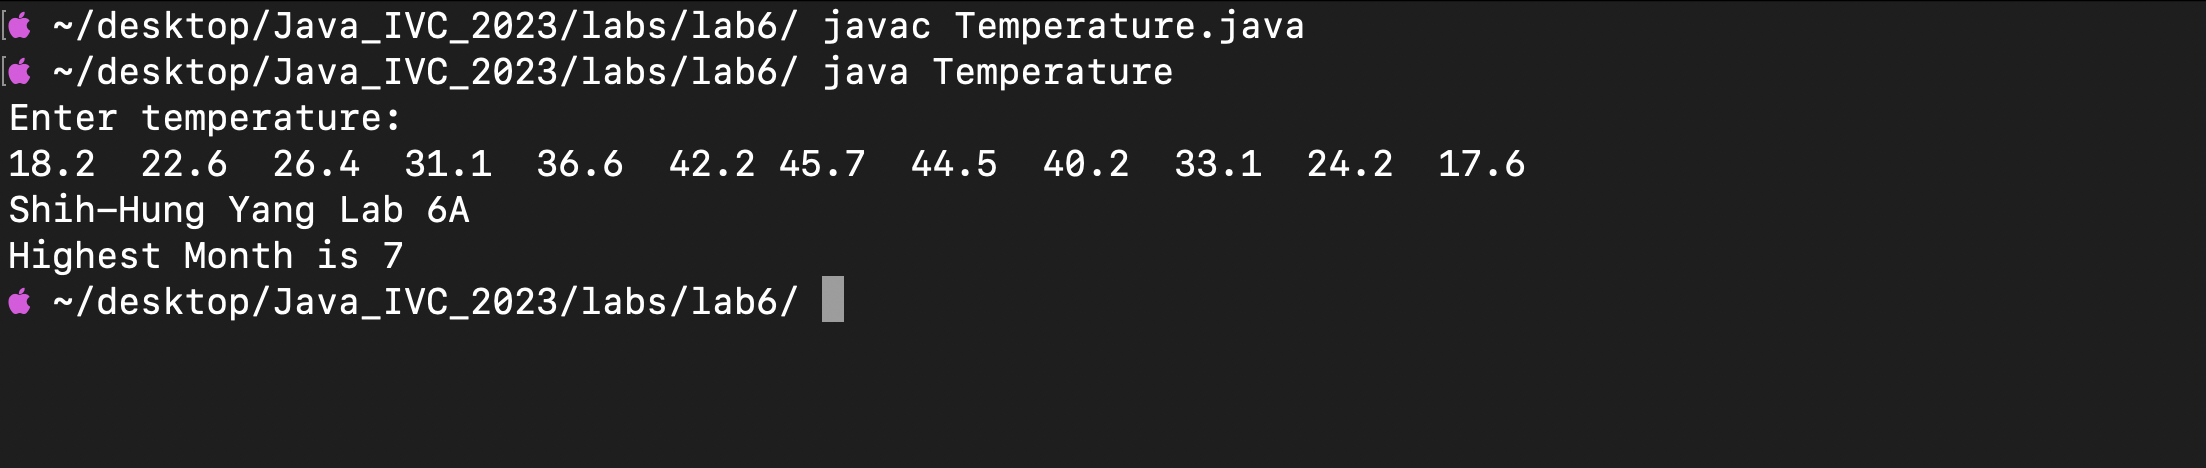 ~/desktop/Java_IVC_2023/labs/lab6/ javac Temperature.java
~/desktop/Java_IVC_2023/labs/lab6/ java Temperature
Enter temperature:
18.2  22.6  26.4  31.1  36.6  42.2 45.7  44.5  40.2  33.1  24.2  17.6
Shih-Hung Yang Lab 6A
Highest Month is 7
~/desktop/Java_IVC_2023/labs/lab6/